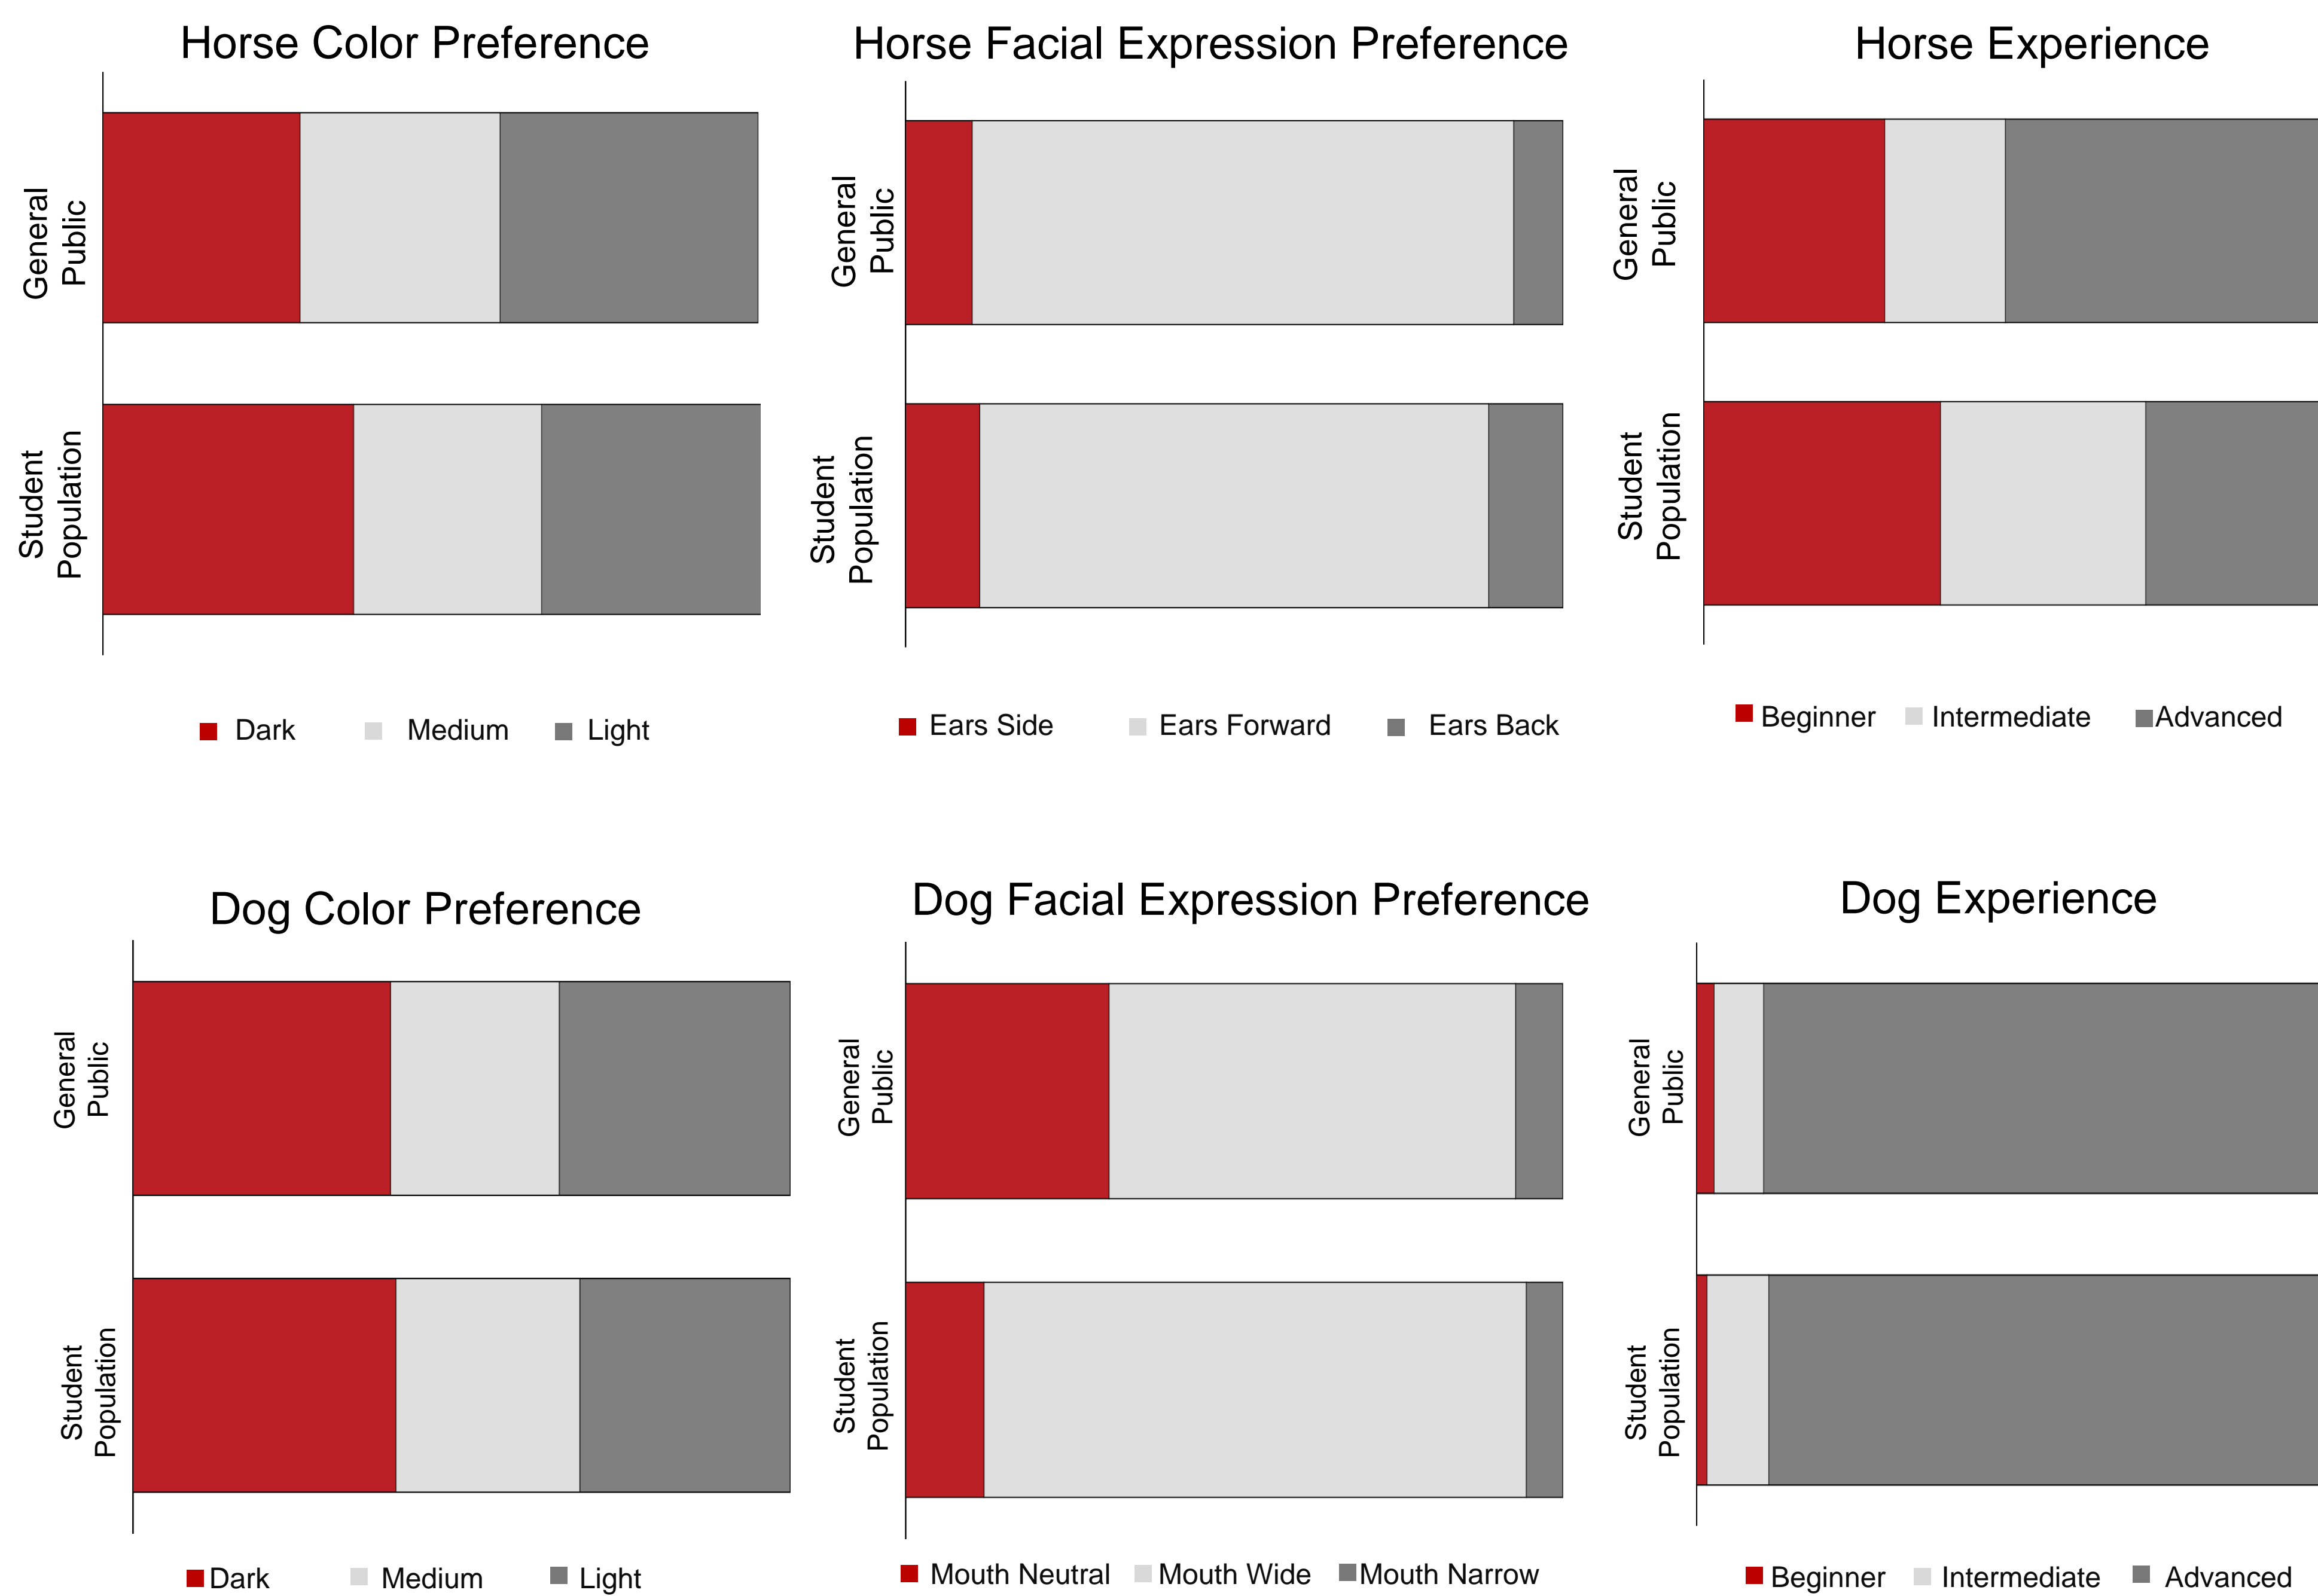 Horse Color Preference
General
Public
Student
Population
Dark Medium Light
Horse Facial Expression Preference
General
Public
Student
Population
Ears Side Ears Forward Ears Back
Horse Experience
General
Public
Student
Population
Beginner Intermediate Advanced
Dog Color Preference
General
Public
Student
Population
Dark Medium Light
Dog Facial Expression Preference
General
Public
Student
Population
Mouth Neutral Mouth Wide Mouth Narrow
Dog Experience
General
Public
Student
Population
Beginner Intermediate Advanced